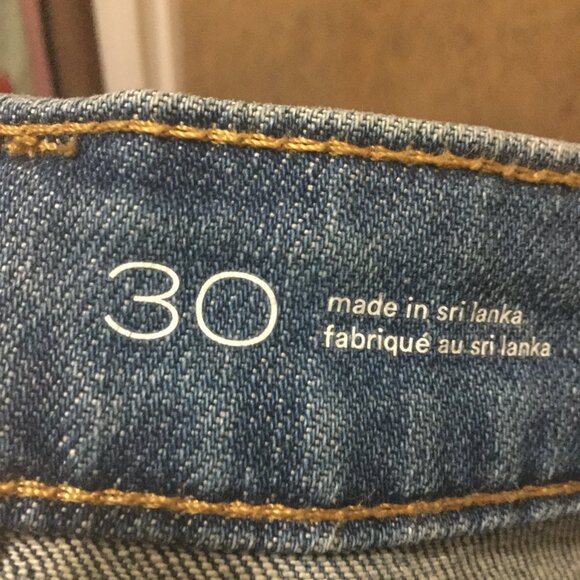 30
made in sri lanka
fabriqué au sri lanka